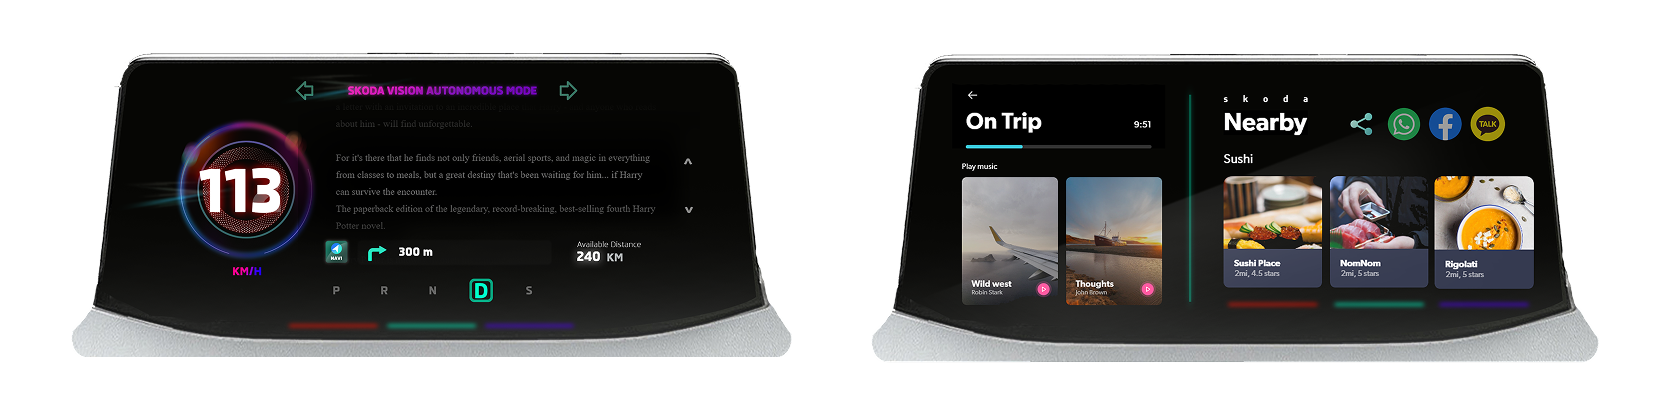 SKODA VISION AUTONOMOUS MODE
about him - will find unforgettable.
For it's there that he finds not only friends, aerial sports, and magic in everything
from classes to meals, but a great destiny that's been waiting for him... if Harry
can survive the encounter.
The paperback edition of the legendary, record-breaking, best-selling fourth Harry
Potter novel.
113
KM/H
NAVI
300 m
Available Distance
240 KM
P R N D S
On Trip
9:51
Play music
Wild west
Robin Stark
Thoughts
John Brown
skoda
Nearby
TALK
Sushi
Sushi Place
2mi, 4.5 stars
NomNom
2mi, 5 stars
Rigolati
2mi, 5 stars